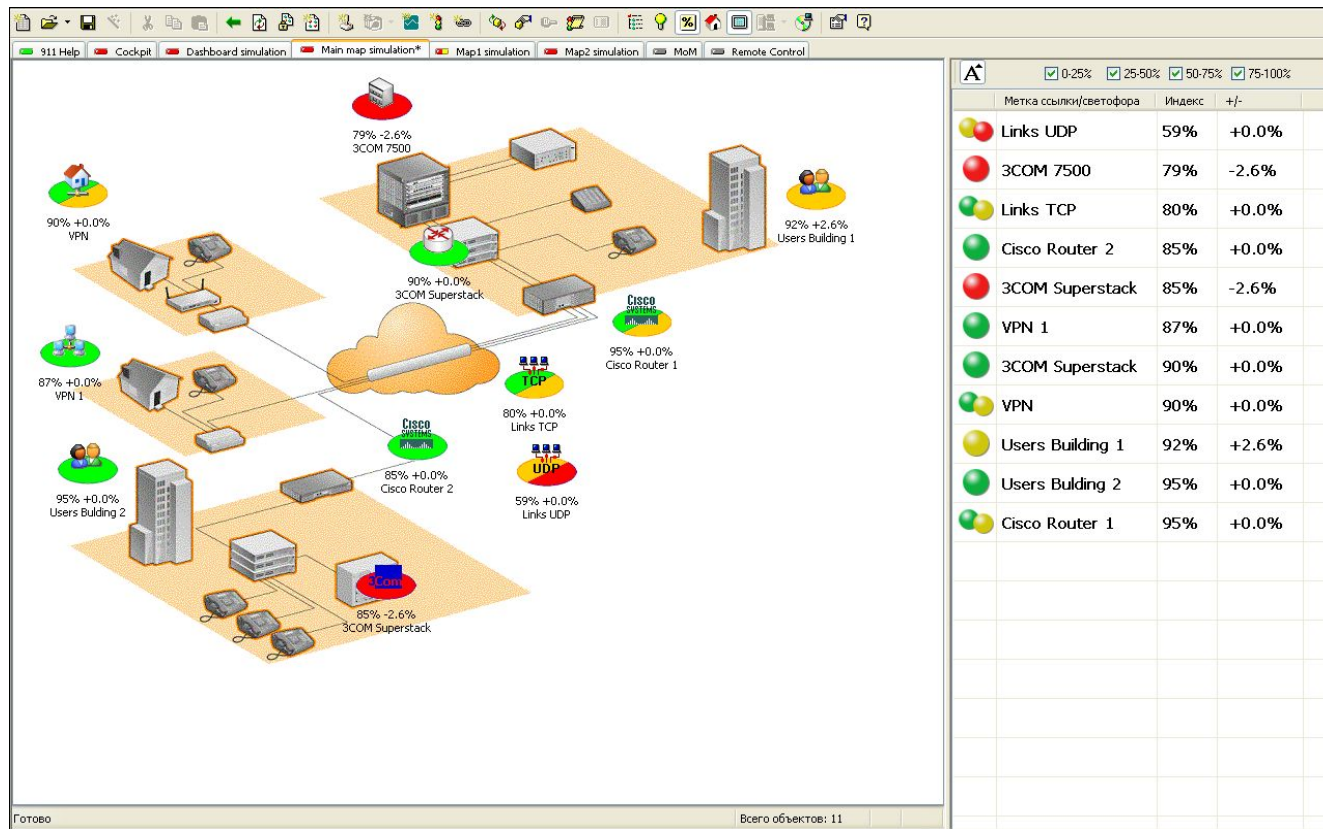 911 Help
Cockpit
Dashboard simulation
Main map simulation*
Map1 simulation
Map2 simulation
MoM
Remote Control
79% -2.6%
3COM 7500
90% +0.0%
VPN
92% +2.6%
Users Building 1
90% +0.0%
3COM Superstack
CISCO
SYSTEMS
95% +0.0%
Cisco Router 1
87% +0.0%
VPN 1
TCP
80% +0.0%
Links TCP
CISCO
SYSTEMS
85% +0.0%
Cisco Router 2
UDP
59% +0.0%
Links UDP
95% +0.0%
Users Bulding 2
3Com
85% -2.6%
3COM Superstack
Готово
Всего объектов: 11
A
0-25% 25-50% 50-75% 75-100%
Метка ссылки/светофора Индекс +/-
Links UDP 59% +0.0%
3COM 7500 79% -2.6%
Links TCP 80% +0.0%
Cisco Router 2 85% +0.0%
3COM Superstack 85% -2.6%
VPN 1 87% +0.0%
3COM Superstack 90% +0.0%
VPN 90% +0.0%
Users Building 1 92% +2.6%
Users Bulding 2 95% +0.0%
Cisco Router 1 95% +0.0%